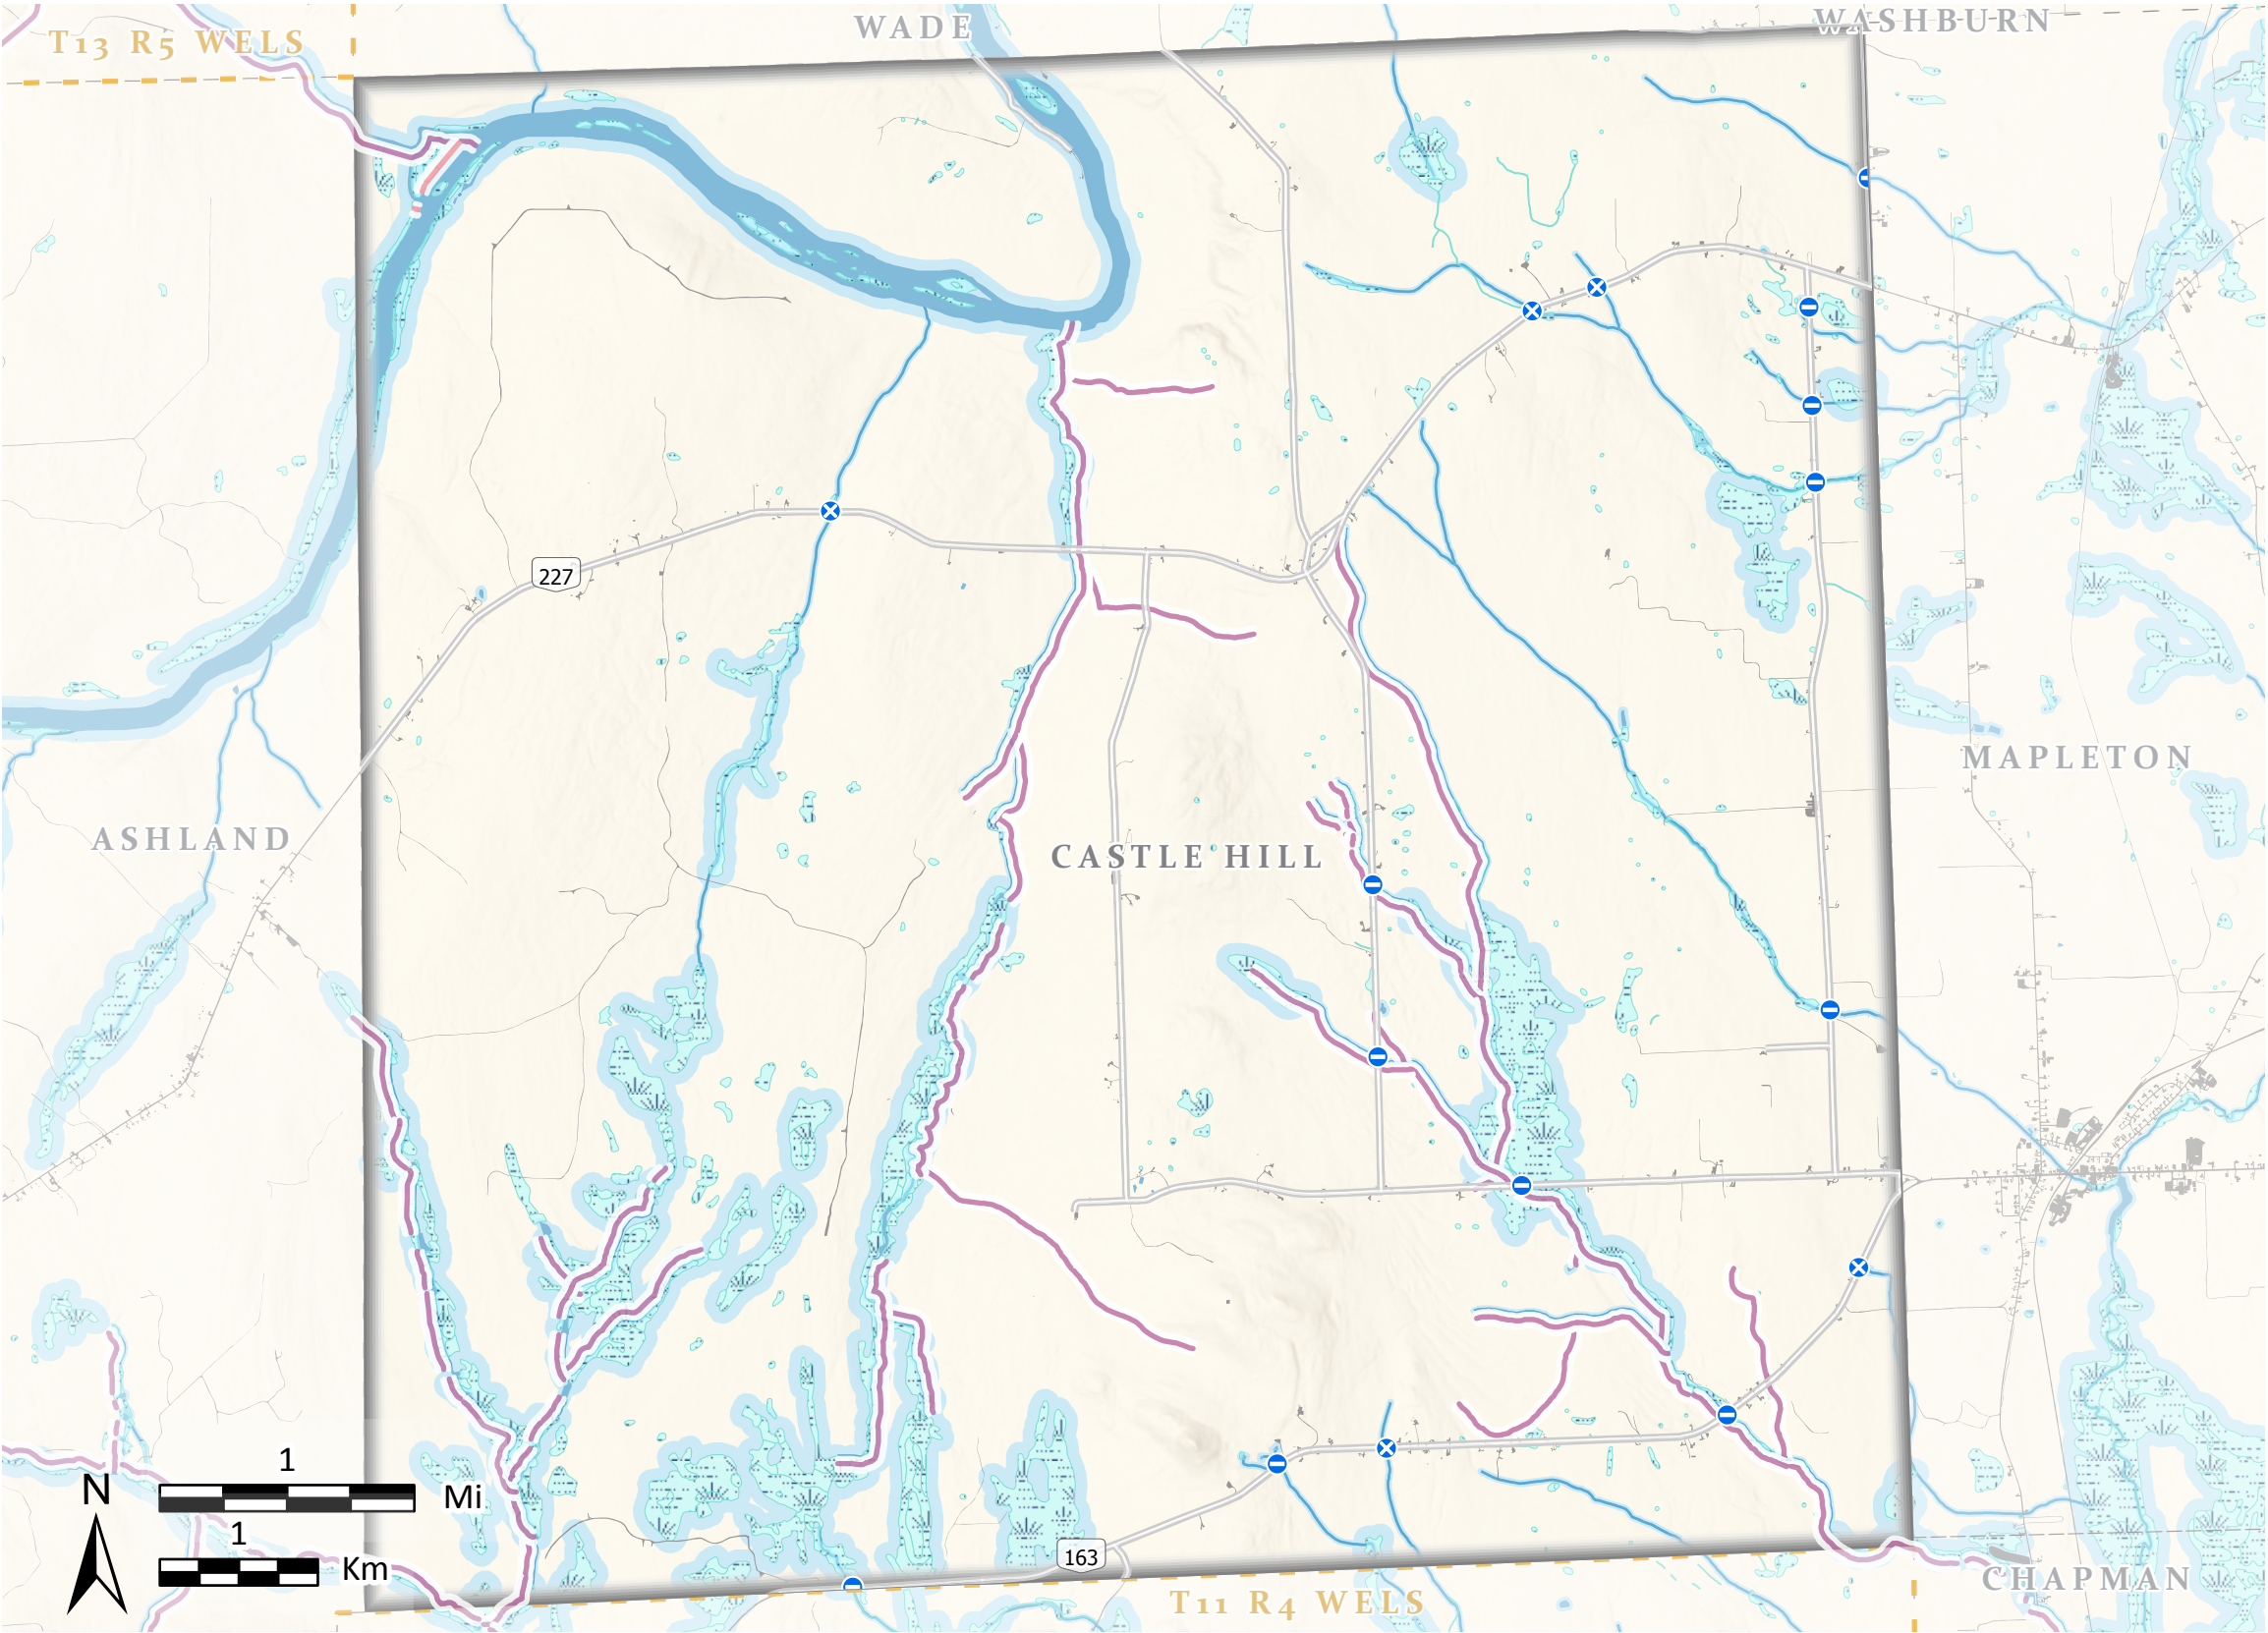 WADE
WASHBURN
T13 R5 WELS
227
MAPLETON
ASHLAND
CASTLE HILL
1
N
Mi
1
Km
163
CHAPMAN
T11 R4 WELS